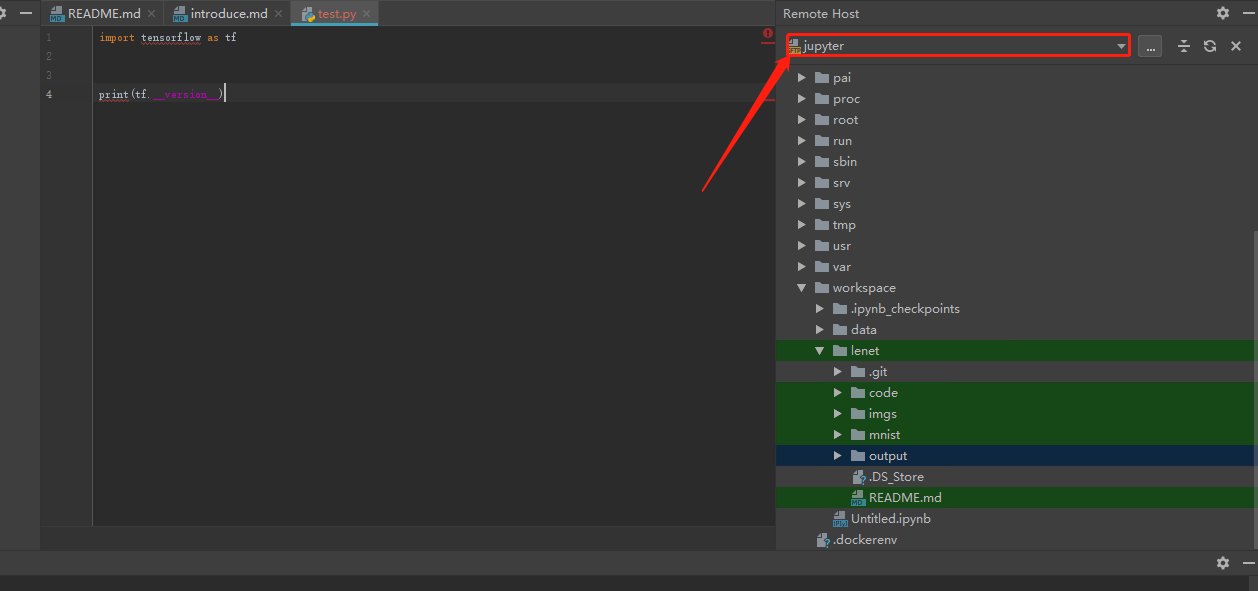 README.md introduce.md test.py
1 import tensorflow as tf
2
3
4 print(tf.__version__)
Remote Host
jupyter
...
pai
proc
root
run
sbin
srv
sys
tmp
usr
var
workspace
.ipynb_checkpoints
data
lenet
.git
code
imgs
mnist
output
.DS_Store
README.md
Untitled.ipynb
.dockerenv